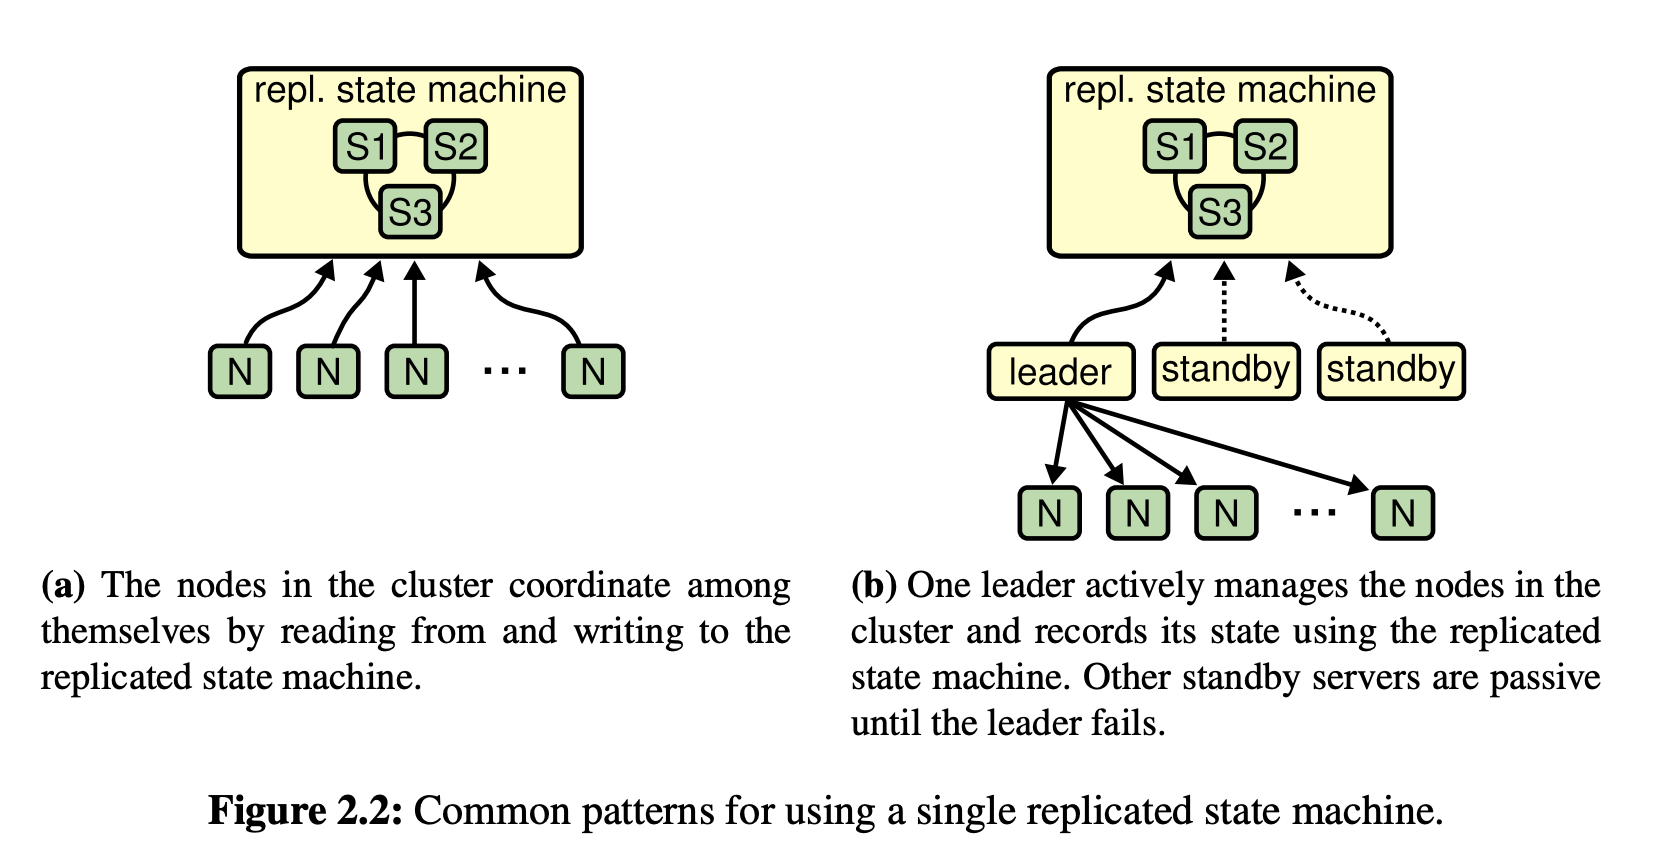 repl. state machine
S1 S2
S3
N N N ... N
(a) The nodes in the cluster coordinate among
themselves by reading from and writing to the
replicated state machine.
repl. state machine
S1 S2
S3
leader standby standby
N N N ... N
(b) One leader actively manages the nodes in the
cluster and records its state using the replicated
state machine. Other standby servers are passive
until the leader fails.
Figure 2.2: Common patterns for using a single replicated state machine.